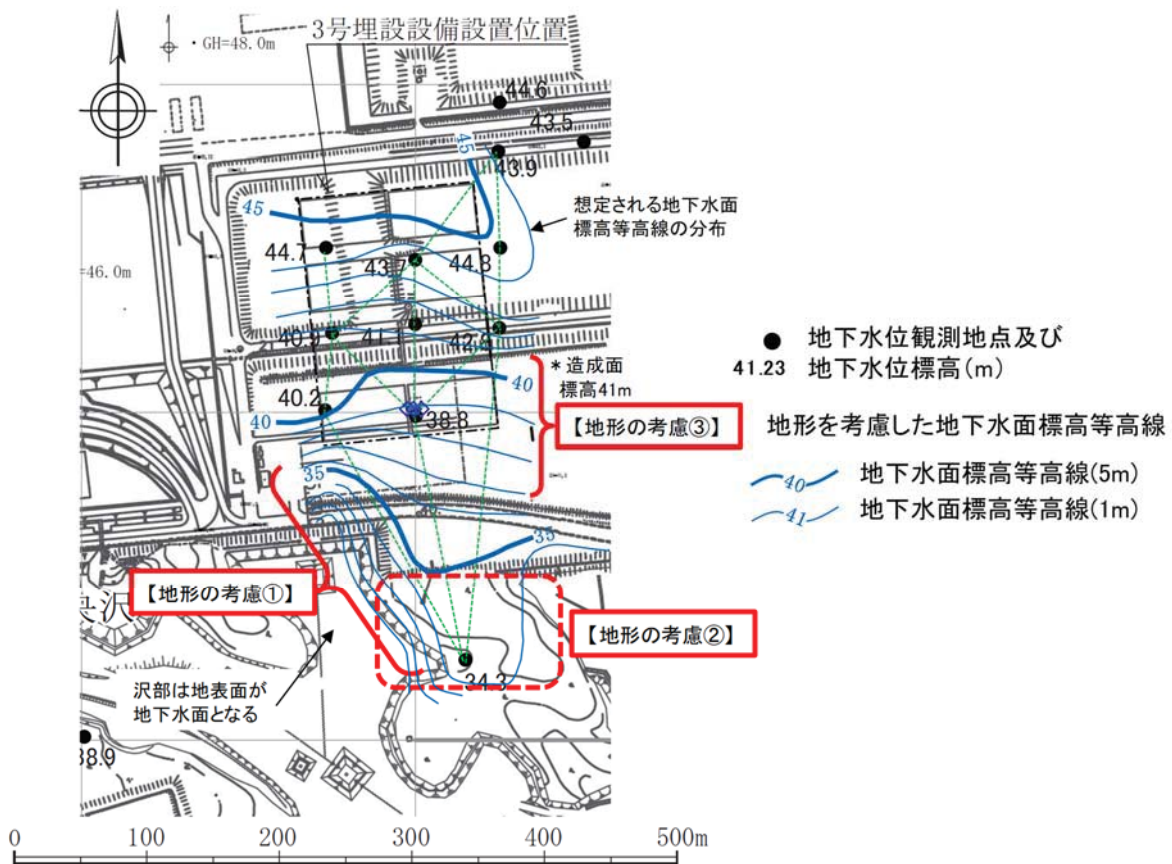 GH=48.0m
3号埋設設備設置位置
44.6
43.5
45
43.9
想定される地下水面
標高等高線の分布
45
44.7
43.7
44.8
=46.0m
40.9
41.1
* 造成面
標高41m
40
40.2
40
38.8
【地形の考慮③】
35
35
【地形の考慮①】
【地形の考慮②】
34.3
沢部は地表面が
地下水面となる
38.9
地下水位観測地点及び
41.23 地下水位標高(m)
地形を考慮した地下水面標高等高線
40 地下水面標高等高線(5m)
41 地下水面標高等高線(1m)
0 100 200 300 400 500m